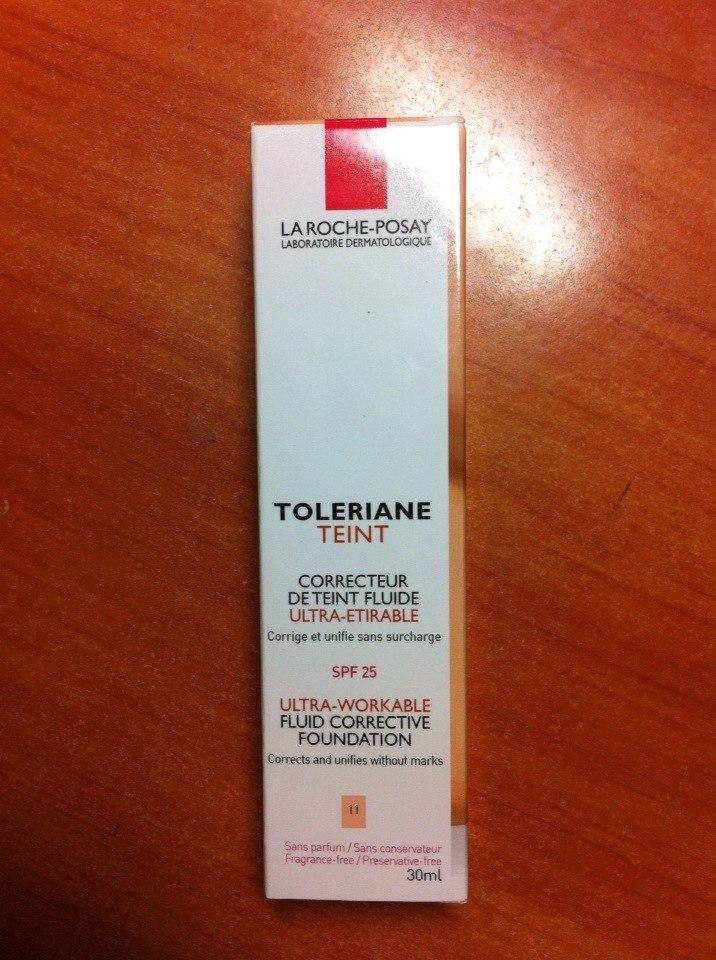 LA ROCHE-POSAY
LABORATOIRE DERMATOLOGIQUE
TOLERIANE
TEINT
CORRECTEUR
DE TEINT FLUIDE
ULTRA-ETIRABLE
Corrige et unifie sans surcharge
SPF 25
ULTRA-WORKABLE
FLUID CORRECTIVE
FOUNDATION
Corrects and unifies without marks
11
Sans parfum / Sans conservateur
Fragrance-free / Preservative-free
30ml